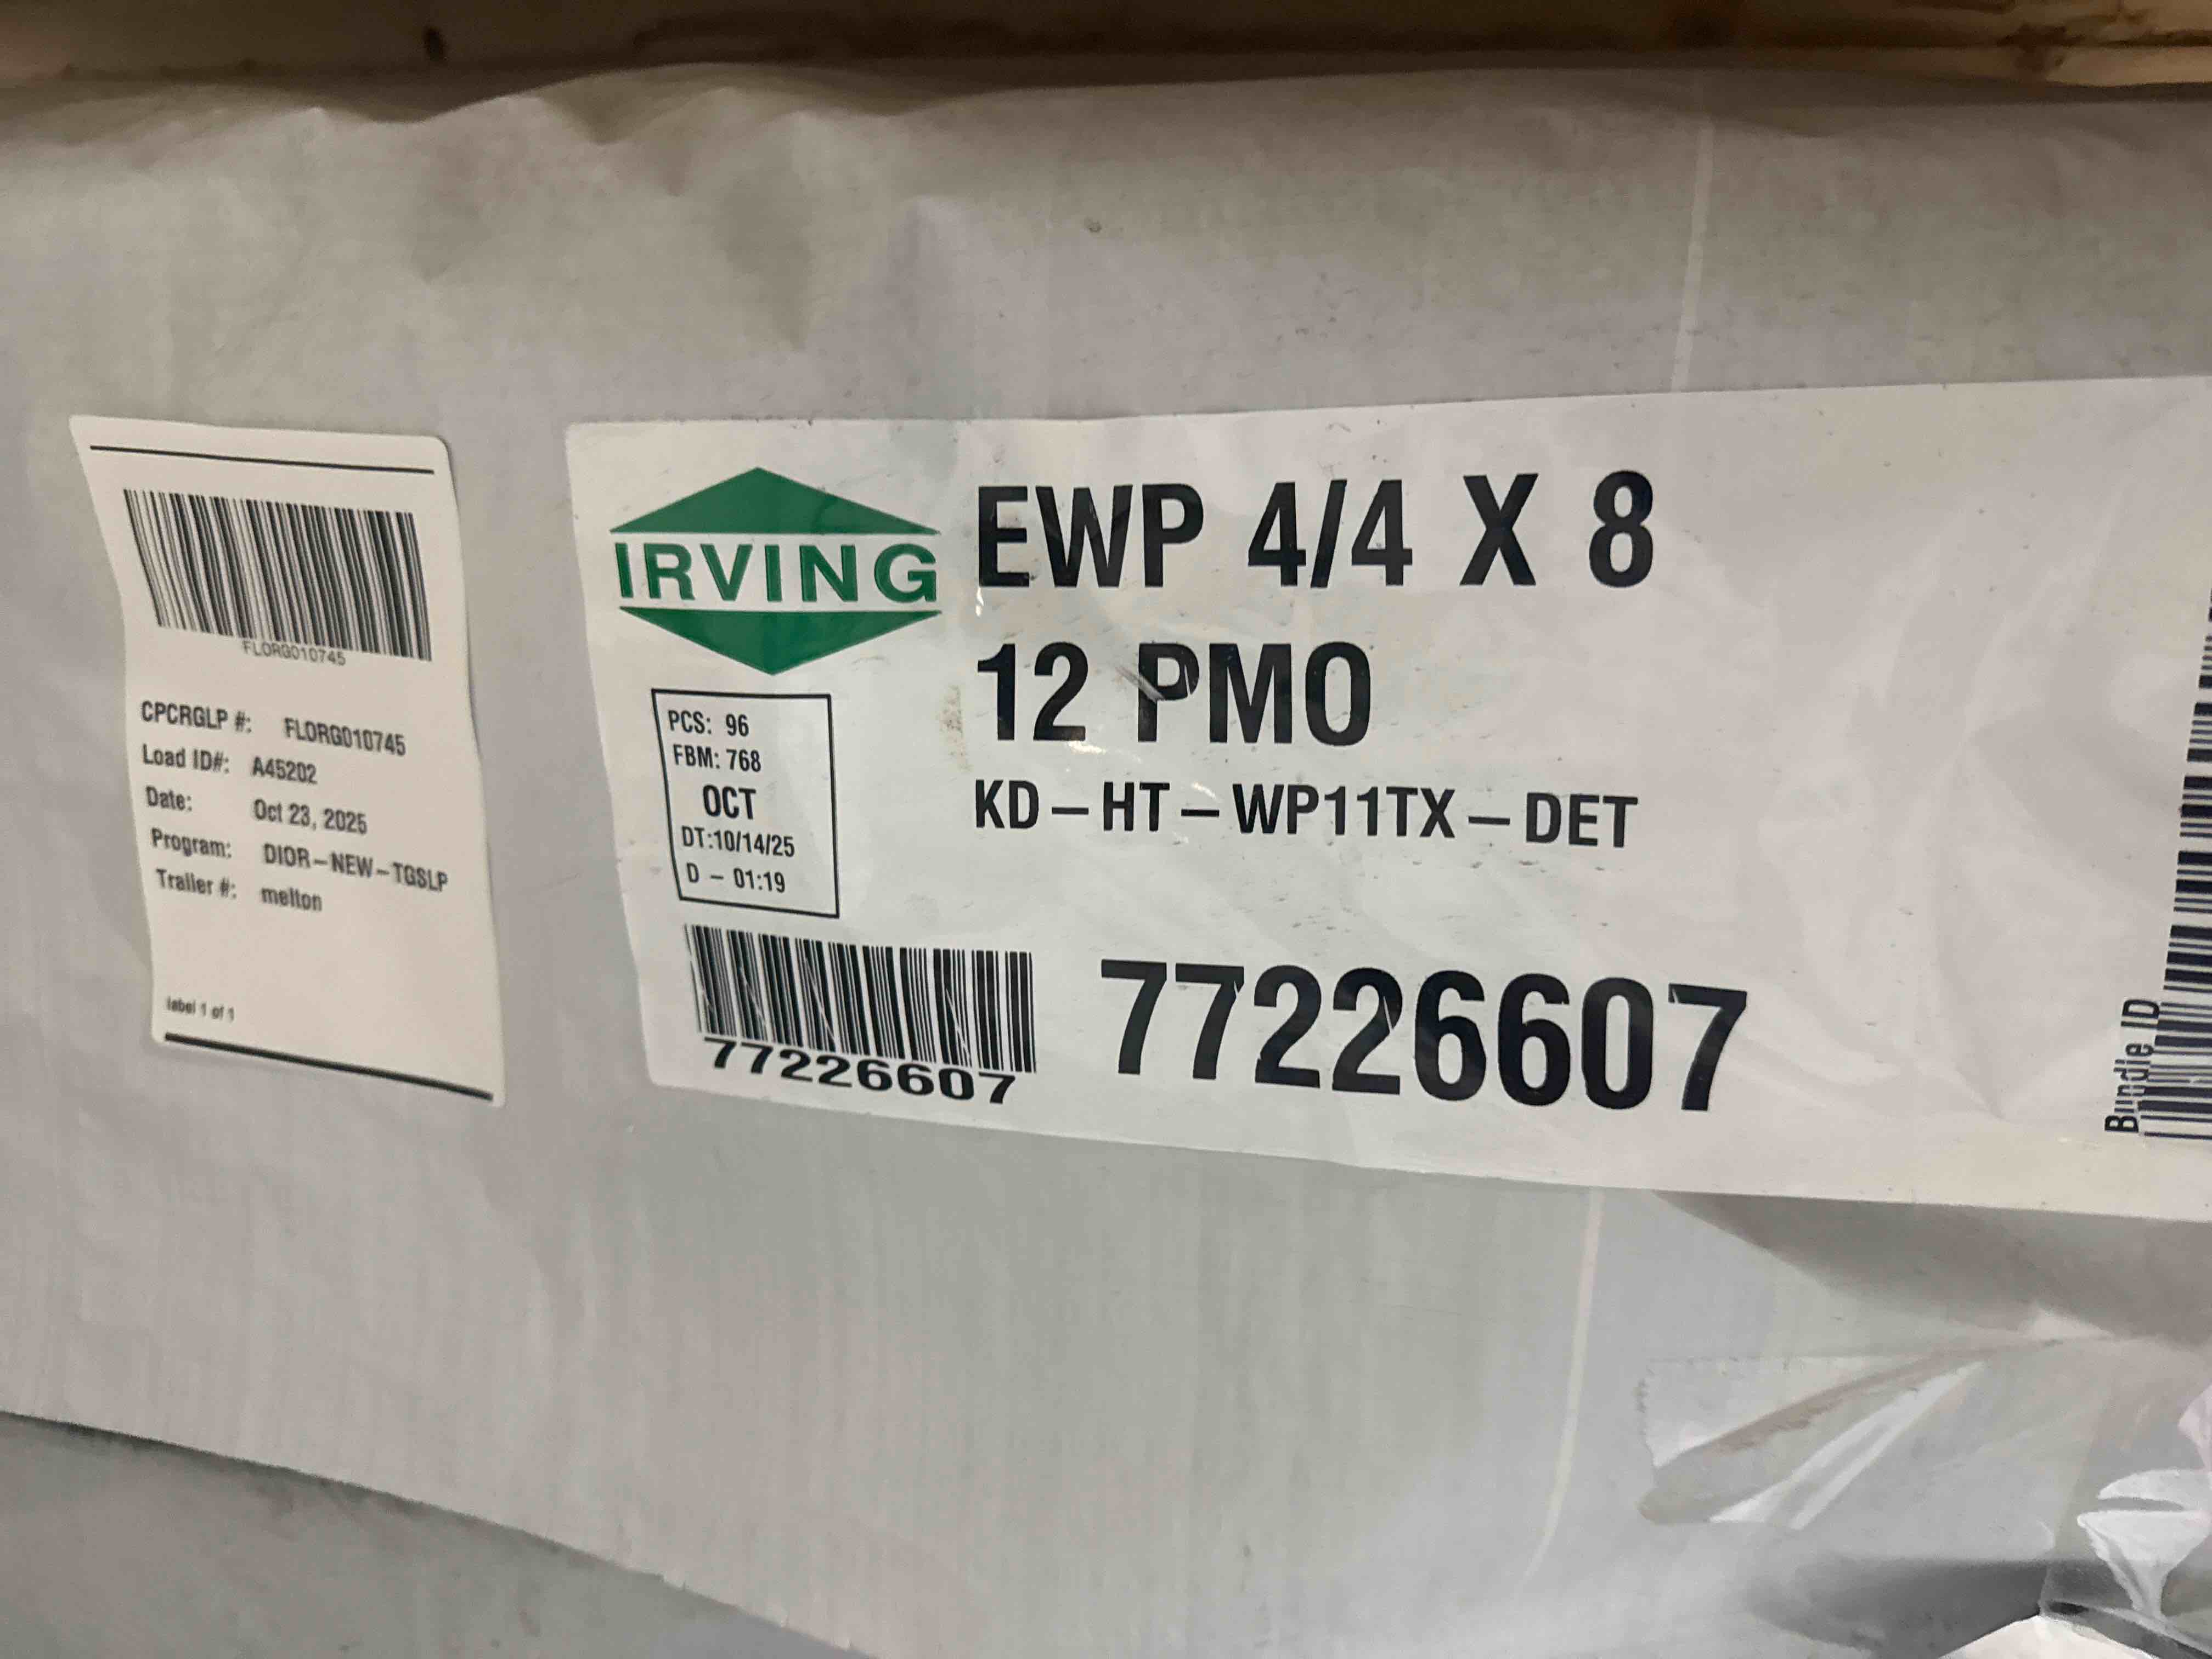 FLORG010745
CPCRGLP #: FLORG010745
Load ID#: A45202
Date: Oct 23, 2025
Program: DIOR-NEW-TGSLP
Trailer #: melton
label 1 of 1
IRVING
EWP 4/4 X 8
12 PMO
KD-HT-WP11TX-DET
PCS: 96
FBM: 768
OCT
DT:10/14/25
D - 01:19
77226607
77226607
Bundle ID